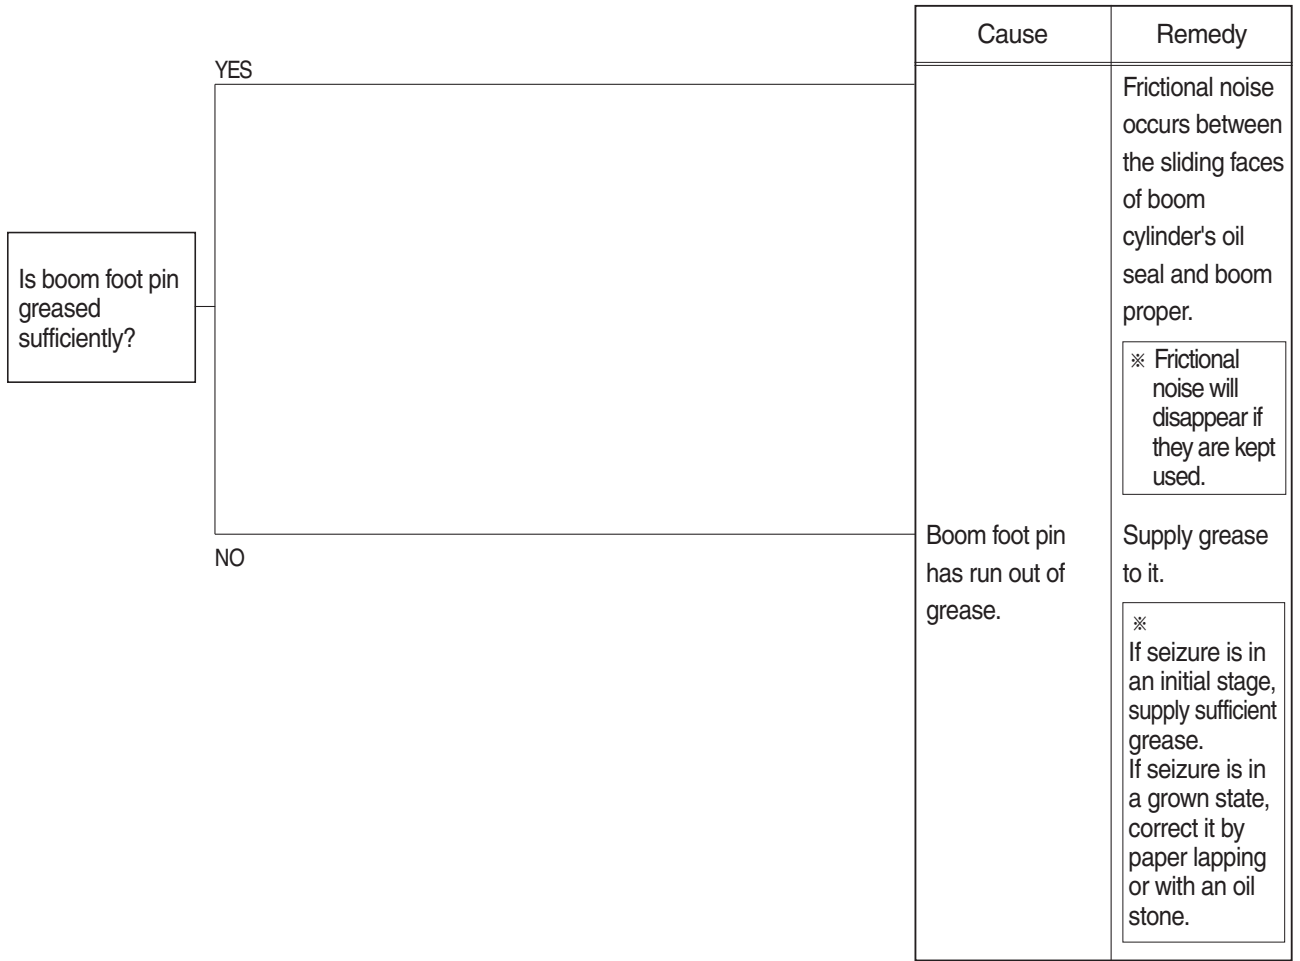 Cause
Remedy
YES
Frictional noise
occurs between
the sliding faces
of boom
cylinder's oil
seal and boom
proper.
※ Frictional
noise will
disappear if
they are kept
used.
Is boom foot pin
greased
sufficiently?
NO
Boom foot pin
has run out of
grease.
Supply grease
to it.
※
If seizure is in
an initial stage,
supply sufficient
grease.
If seizure is in
a grown state,
correct it by
paper lapping
or with an oil
stone.